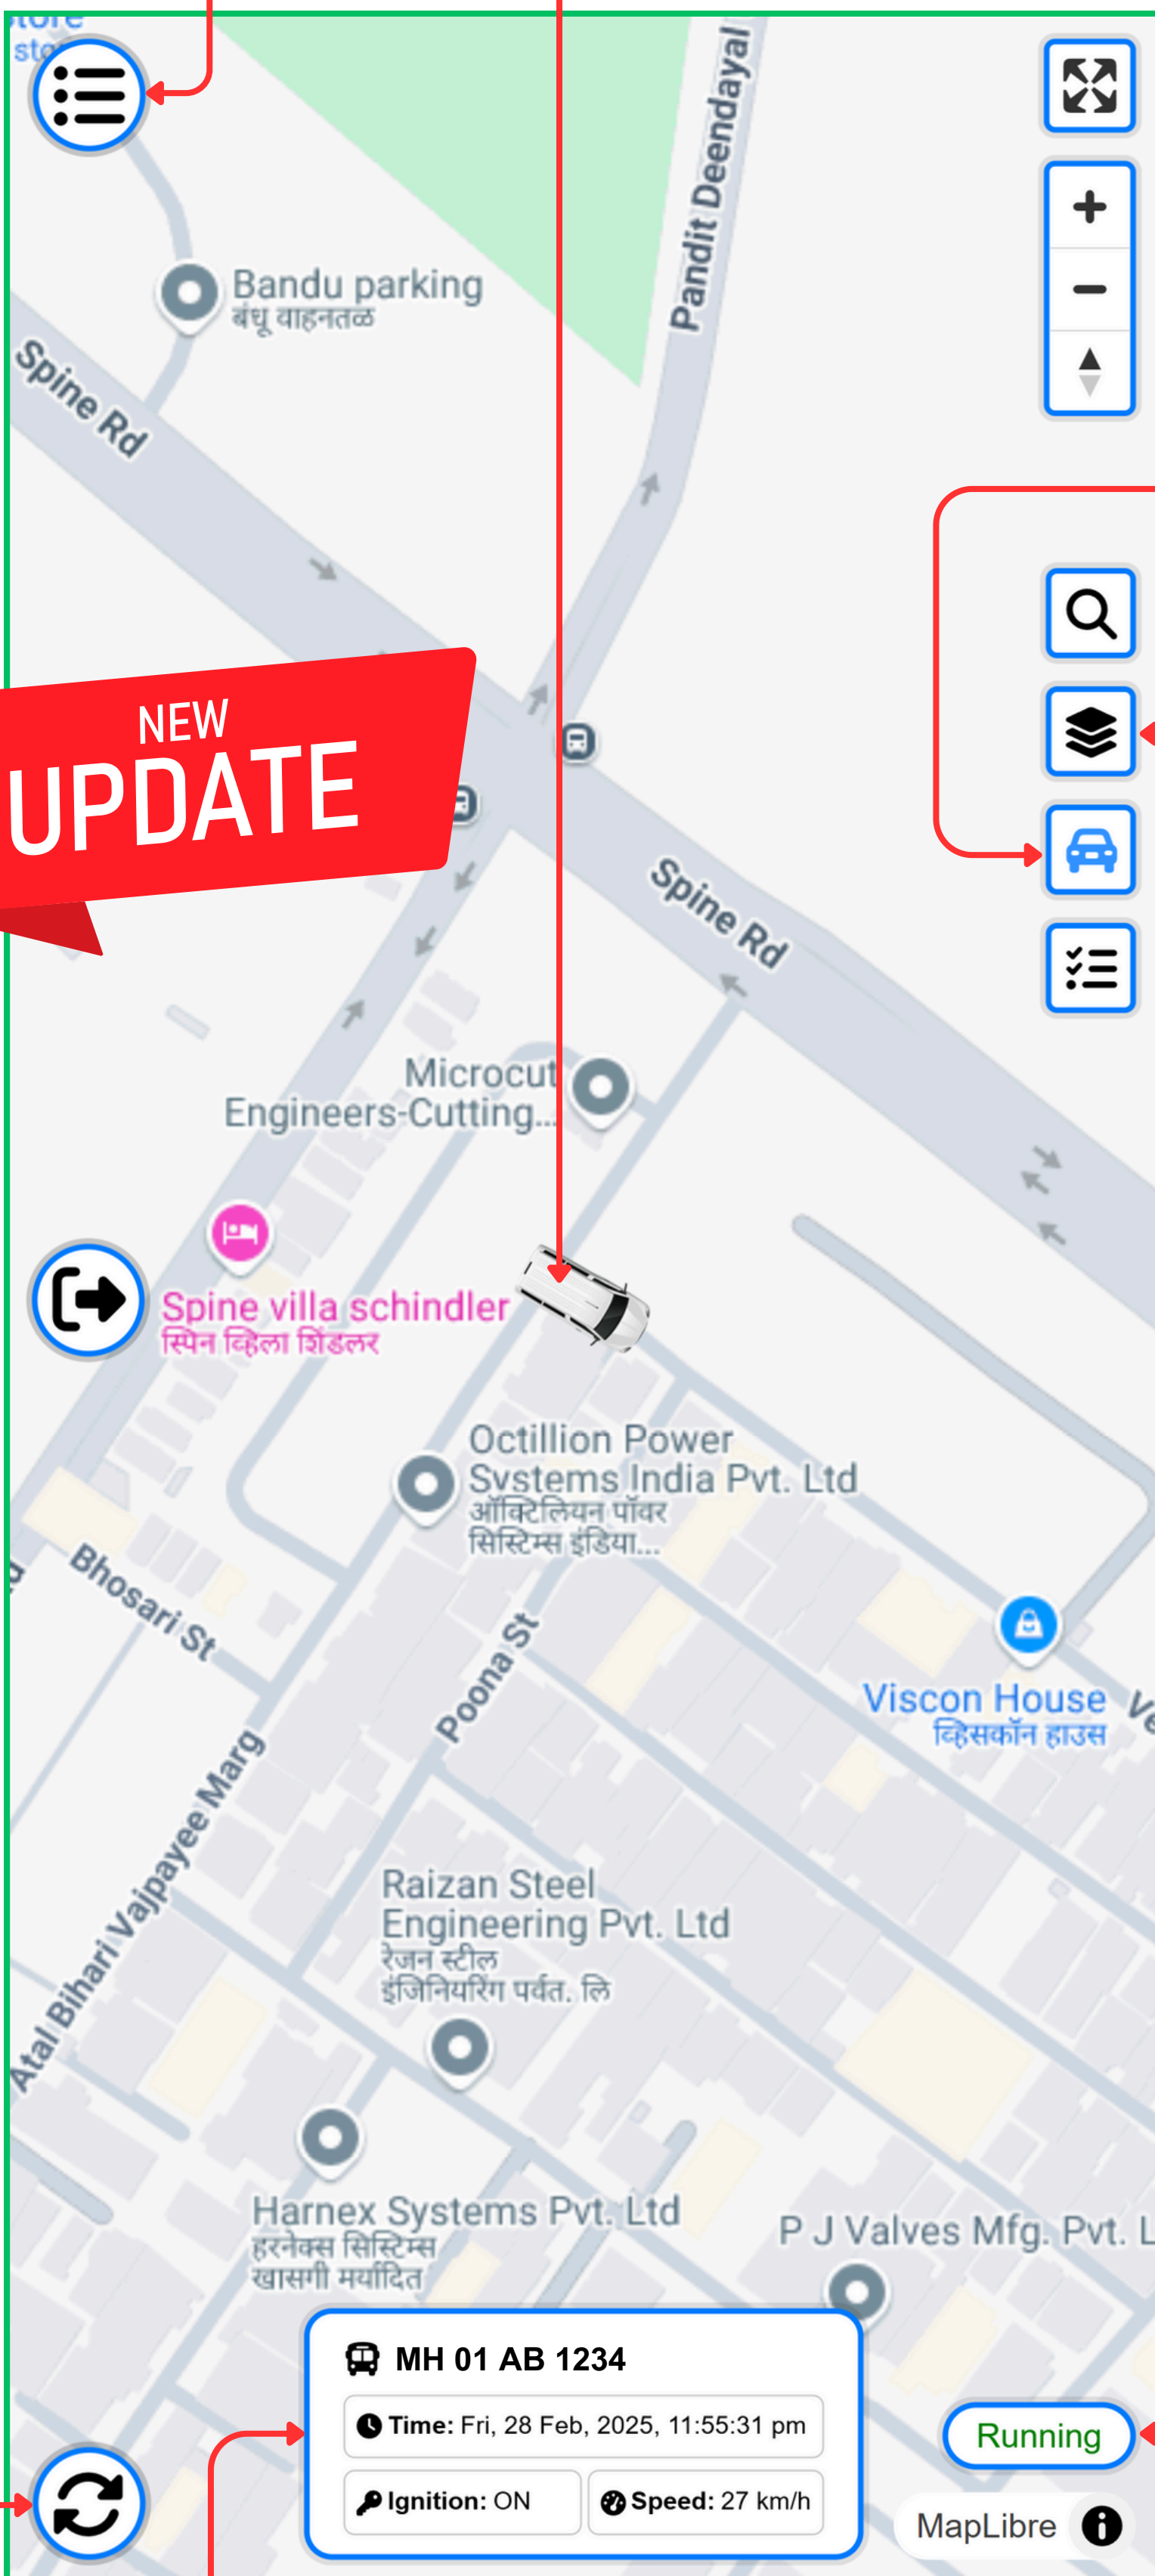 Store
Bandu parking
बंधू वाहनतळ
Pandit Deendayal
Spine Rd
NEW
UPDATE
Spine Rd
Microcut
Engineers-Cutting...
Spine villa schindler
स्पिन व्हिला शिंडलर
Octillion Power
Systems India Pvt. Ltd
ऑक्टिलियन पॉवर
सिस्टिम्स इंडिया...
Bhosari St
Poona St
Viscon House
व्हिसकॉन हाउस
Atal Bihari Vajpayee Marg
Raizan Steel
Engineering Pvt. Ltd
रेजन स्टील
इंजिनियरिंग पर्वत. लि
Harnex Systems Pvt. Ltd
हरनेक्स सिस्टिम्स
खासगी मर्यादित
P J Valves Mfg. Pvt. L
MH 01 AB 1234
Time: Fri, 28 Feb, 2025, 11:55:31 pm
Ignition: ON
Speed: 27 km/h
Running
MapLibre